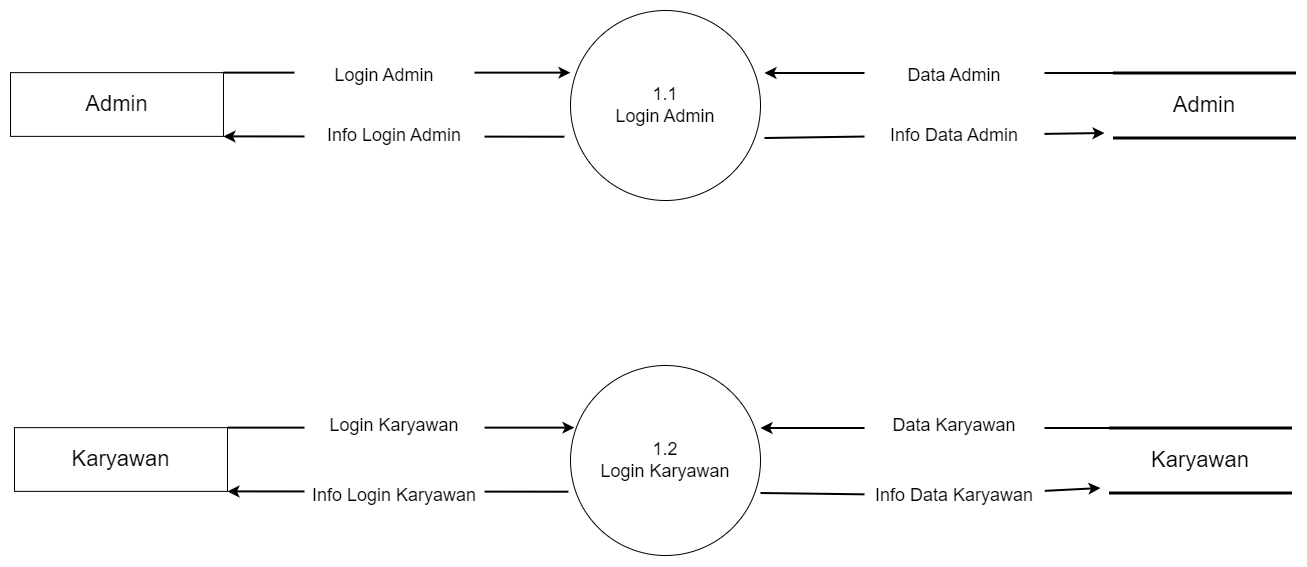 Login Admin
Data Admin
Admin
1.1
Login Admin
Admin
Info Login Admin
Info Data Admin
Login Karyawan
Data Karyawan
Karyawan
1.2
Login Karyawan
Karyawan
Info Login Karyawan
Info Data Karyawan